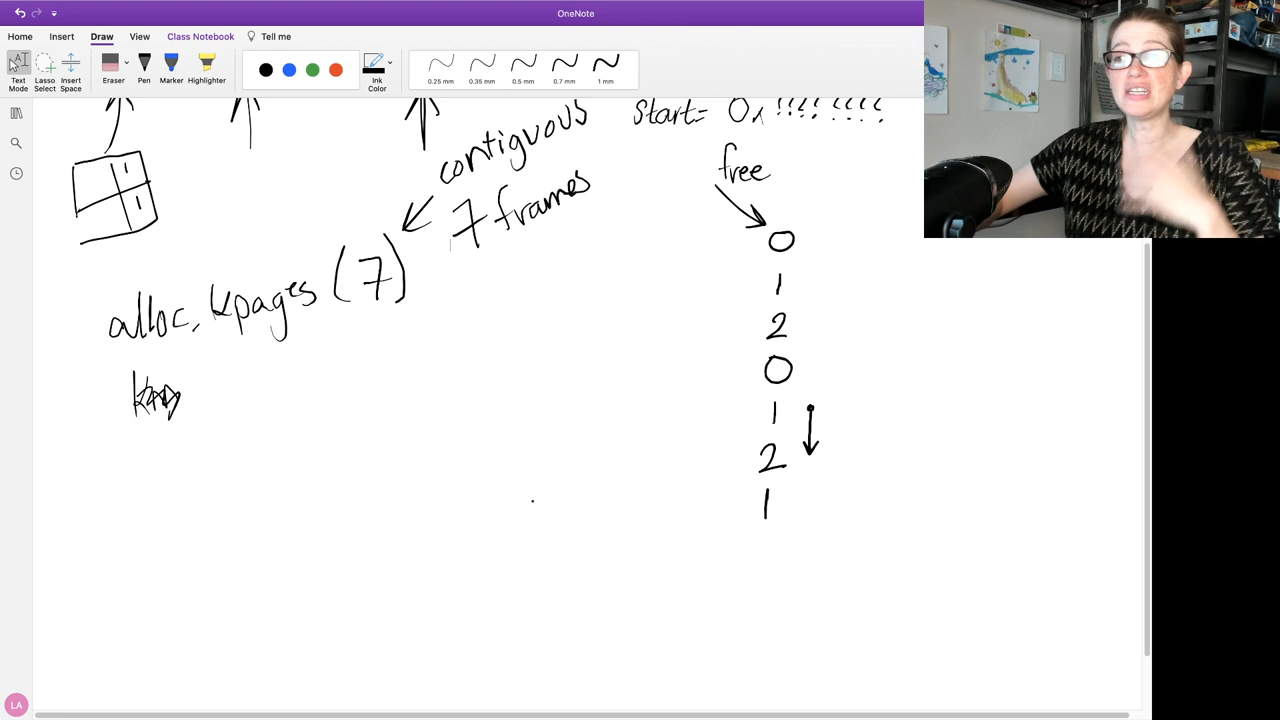 OneNote
Home Insert Draw View Class Notebook Tell me
Text Mode
Lasso Select
Insert Space
Eraser
Pen
Marker
Highlighter
Ink Color
0.25 mm 0.35 mm 0.5 mm 0.7 mm 1 mm
start= 0x
contiguous
7 frames
free
alloc_kpages (7)
0
1
2
0
1
2
1
LA